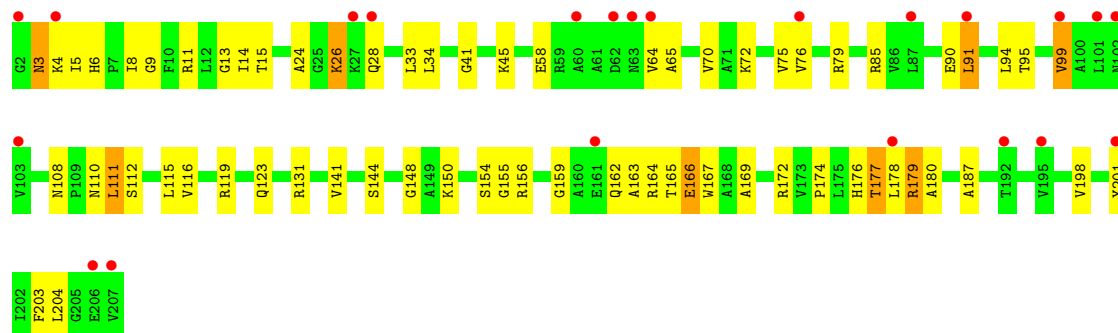 G2 N3 K4 I5 H6 P7 I8 G9 F10 R11 L12 G13 I14 T15 A24 G25 K26 K27 Q28 L33 L34 G41 K45 E58 R59 A60 A61 D62 N63 V64 A65 V70 A71 K72 V75 V76 R79 R85 V86 L87 E90 L91 L94 T95 V99 A100 L101 N102
V103 N108 P109 N110 L111 S112 L115 V116 R119 Q123 R131 V141 S144 G148 A149 K150 S154 G155 R156 G159 A160 E161 Q162 A163 R164 T165 E166 W167 A168 A169 R172 V173 P174 L175 H176 T177 L178 R179 A180 A187 T192 V195 V198 Y201
I202 F203 L204 G205 E206 V207